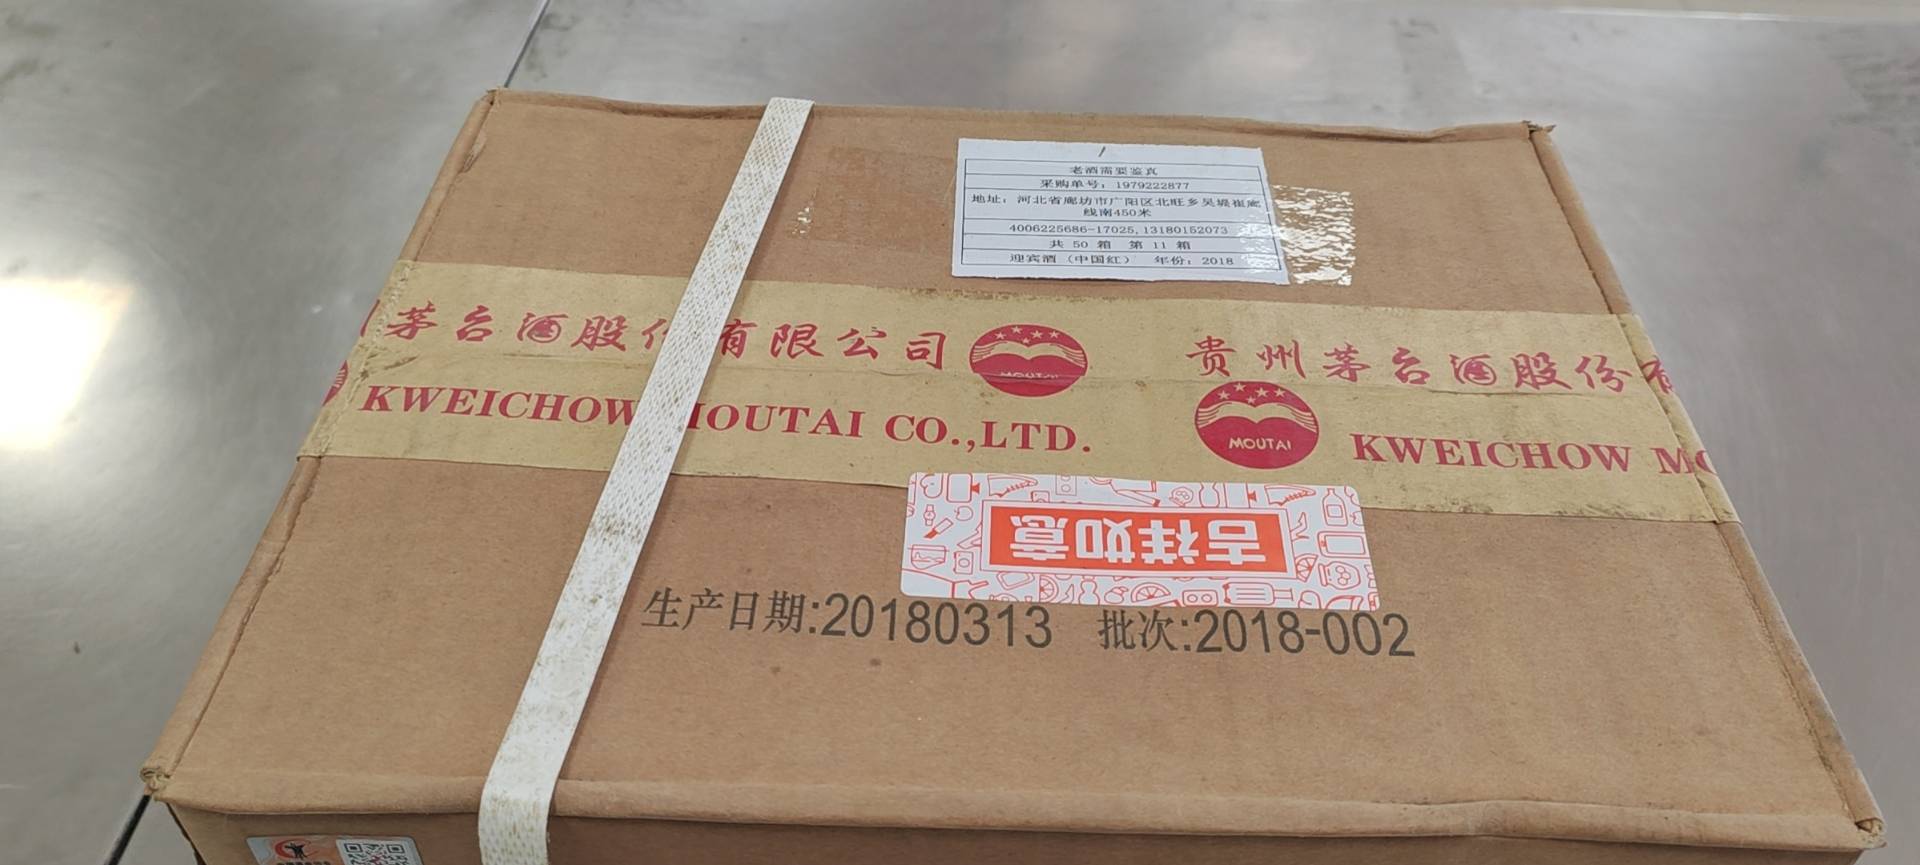 老酒需要鉴真
采购单号：1979222877
地址：河北省廊坊市广阳区北旺乡吴堤崔廊
线南450米
4006225686-17025,13180152073
共 50 箱 第 11 箱
迎宾酒（中国红） 年份：2018
茅台酒股份有限公司
MOUTAI
贵州茅台酒股份有
KWEICHOW MOUTAI CO.,LTD.
MOUTAI
KWEICHOW MO
吉祥如意
生产日期:20180313 批次:2018-002